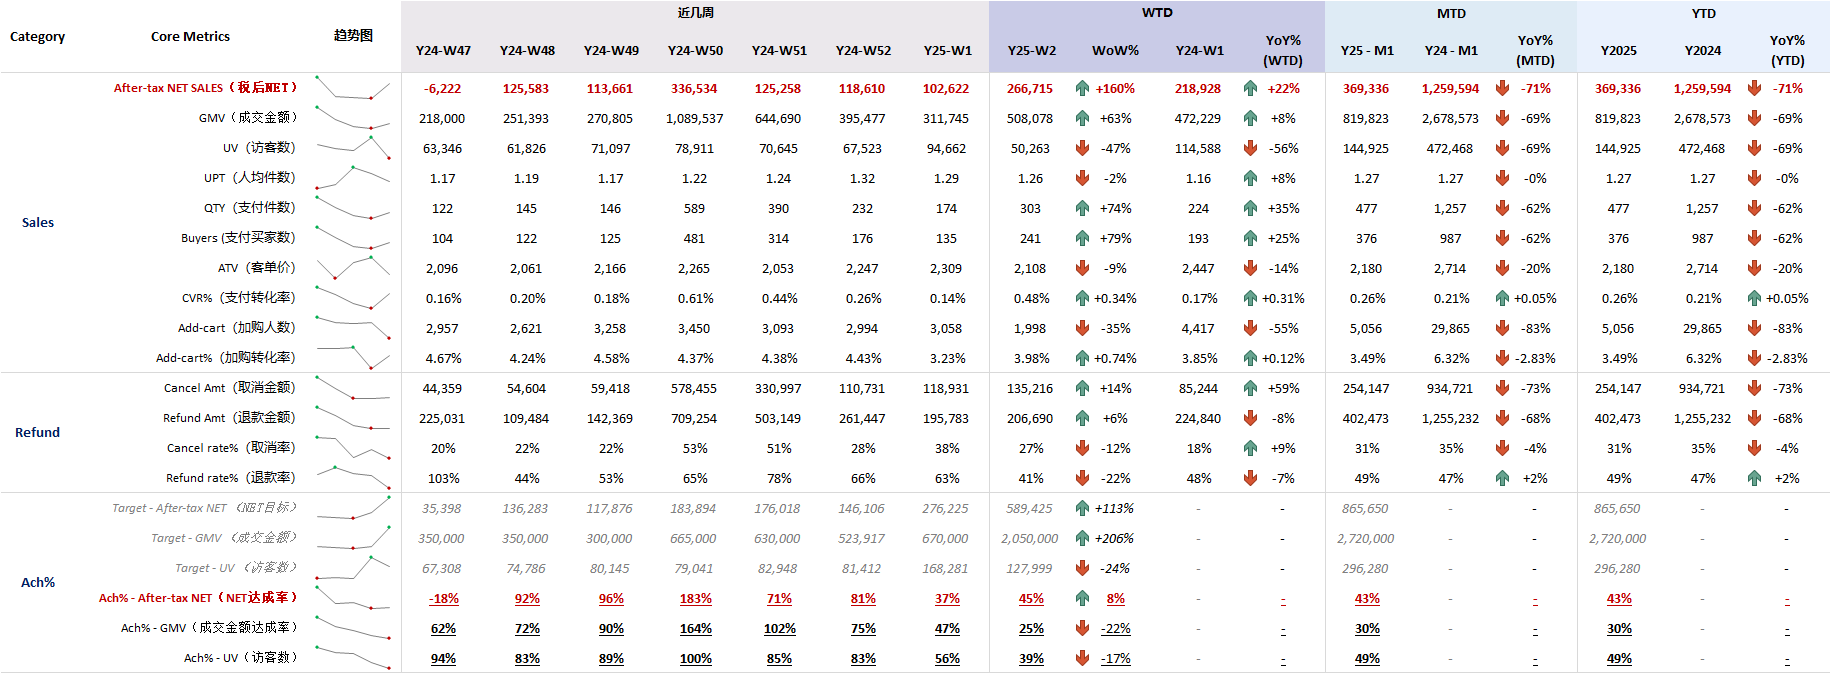 近几周 WTD MTD YTD
Category Core Metrics 趋势图 Y24-W47 Y24-W48 Y24-W49 Y24-W50 Y24-W51 Y24-W52 Y25-W1 Y25-W2 WoW% Y24-W1 YoY% (WTD) Y25 - M1 Y24 - M1 YoY% (MTD) Y2025 Y2024 YoY% (YTD)
After-tax NET SALES（税后NET） -6,222 125,583 113,661 336,534 125,258 118,610 102,622 266,715 +160% 218,928 +22% 369,336 1,259,594 -71% 369,336 1,259,594 -71%
GMV（成交金额） 218,000 251,393 270,805 1,089,537 644,690 395,477 311,745 508,078 +63% 472,229 +8% 819,823 2,678,573 -69% 819,823 2,678,573 -69%
UV（访客数） 63,346 61,826 71,097 78,911 70,645 67,523 94,662 50,263 -47% 114,588 -56% 144,925 472,468 -69% 144,925 472,468 -69%
UPT（人均件数） 1.17 1.19 1.17 1.22 1.24 1.32 1.29 1.26 -2% 1.16 +8% 1.27 1.27 -0% 1.27 1.27 -0%
Sales QTY（支付件数） 122 145 146 589 390 232 174 303 +74% 224 +35% 477 1,257 -62% 477 1,257 -62%
Buyers (支付买家数) 104 122 125 481 314 176 135 241 +79% 193 +25% 376 987 -62% 376 987 -62%
ATV（客单价） 2,096 2,061 2,166 2,265 2,053 2,247 2,309 2,108 -9% 2,447 -14% 2,180 2,714 -20% 2,180 2,714 -20%
CVR%（支付转化率） 0.16% 0.20% 0.18% 0.61% 0.44% 0.26% 0.14% 0.48% +0.34% 0.17% +0.31% 0.26% 0.21% +0.05% 0.26% 0.21% +0.05%
Add-cart（加购人数） 2,957 2,621 3,258 3,450 3,093 2,994 3,058 1,998 -35% 4,417 -55% 5,056 29,865 -83% 5,056 29,865 -83%
Add-cart%（加购转化率） 4.67% 4.24% 4.58% 4.37% 4.38% 4.43% 3.23% 3.98% +0.74% 3.85% +0.12% 3.49% 6.32% -2.83% 3.49% 6.32% -2.83%
Cancel Amt（取消金额） 44,359 54,604 59,418 578,455 330,997 110,731 118,931 135,216 +14% 85,244 +59% 254,147 934,721 -73% 254,147 934,721 -73%
Refund Refund Amt（退款金额） 225,031 109,484 142,369 709,254 503,149 261,447 195,783 206,690 +6% 224,840 -8% 402,473 1,255,232 -68% 402,473 1,255,232 -68%
Cancel rate%（取消率） 20% 22% 22% 53% 51% 28% 38% 27% -12% 18% +9% 31% 35% -4% 31% 35% -4%
Refund rate%（退款率） 103% 44% 53% 65% 78% 66% 63% 41% -22% 48% -7% 49% 47% +2% 49% 47% +2%
Target - After-tax NET （NET目标） 35,398 136,283 117,876 183,894 176,018 146,106 276,225 589,425 +113% - - 865,650 - - 865,650 - -
Target - GMV （成交金额） 350,000 350,000 300,000 665,000 630,000 523,917 670,000 2,050,000 +206% - - 2,720,000 - - 2,720,000 - -
Ach% Target - UV （访客数） 67,308 74,786 80,145 79,041 82,948 81,412 168,281 127,999 -24% - - 296,280 - - 296,280 - -
Ach% - After-tax NET（NET达成率） -18% 92% 96% 183% 71% 81% 37% 45% 8% - - 43% - - 43% - -
Ach% - GMV（成交金额达成率） 62% 72% 90% 164% 102% 75% 47% 25% -22% - - 30% - - 30% - -
Ach% - UV（访客数） 94% 83% 89% 100% 85% 83% 56% 39% -17% - - 49% - - 49% - -